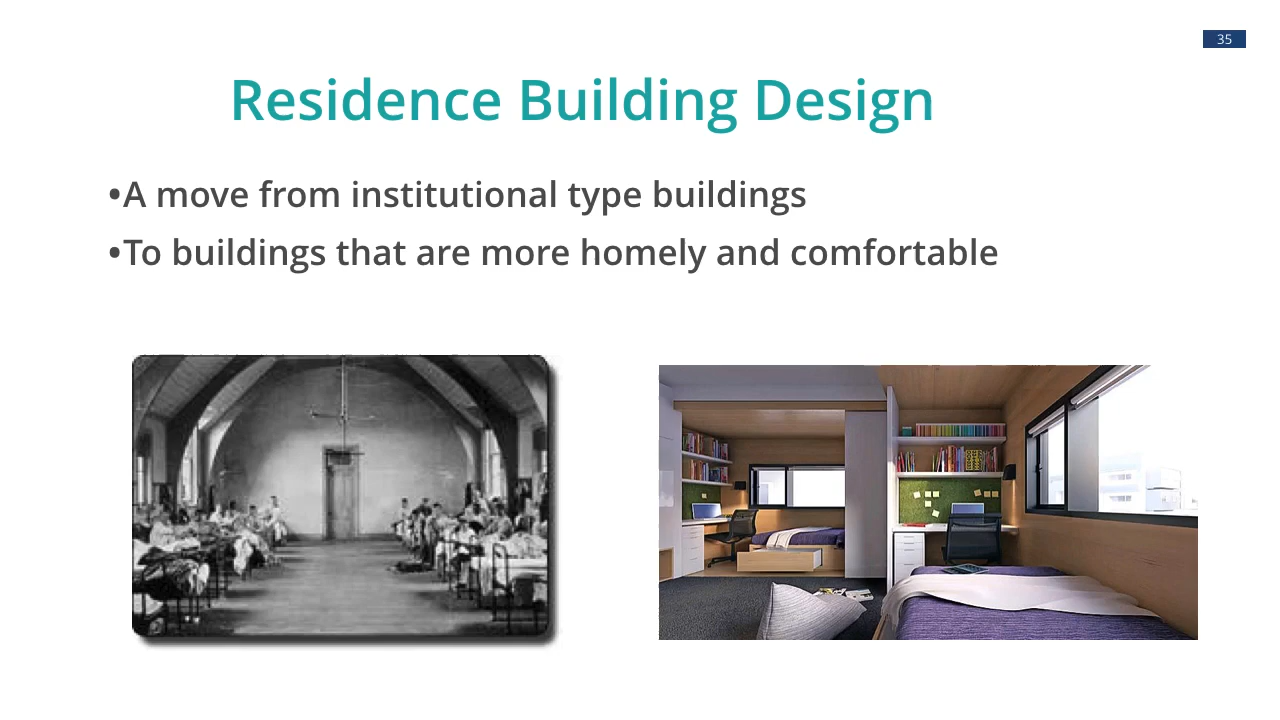 35
Residence Building Design
•A move from institutional type buildings
•To buildings that are more homely and comfortable